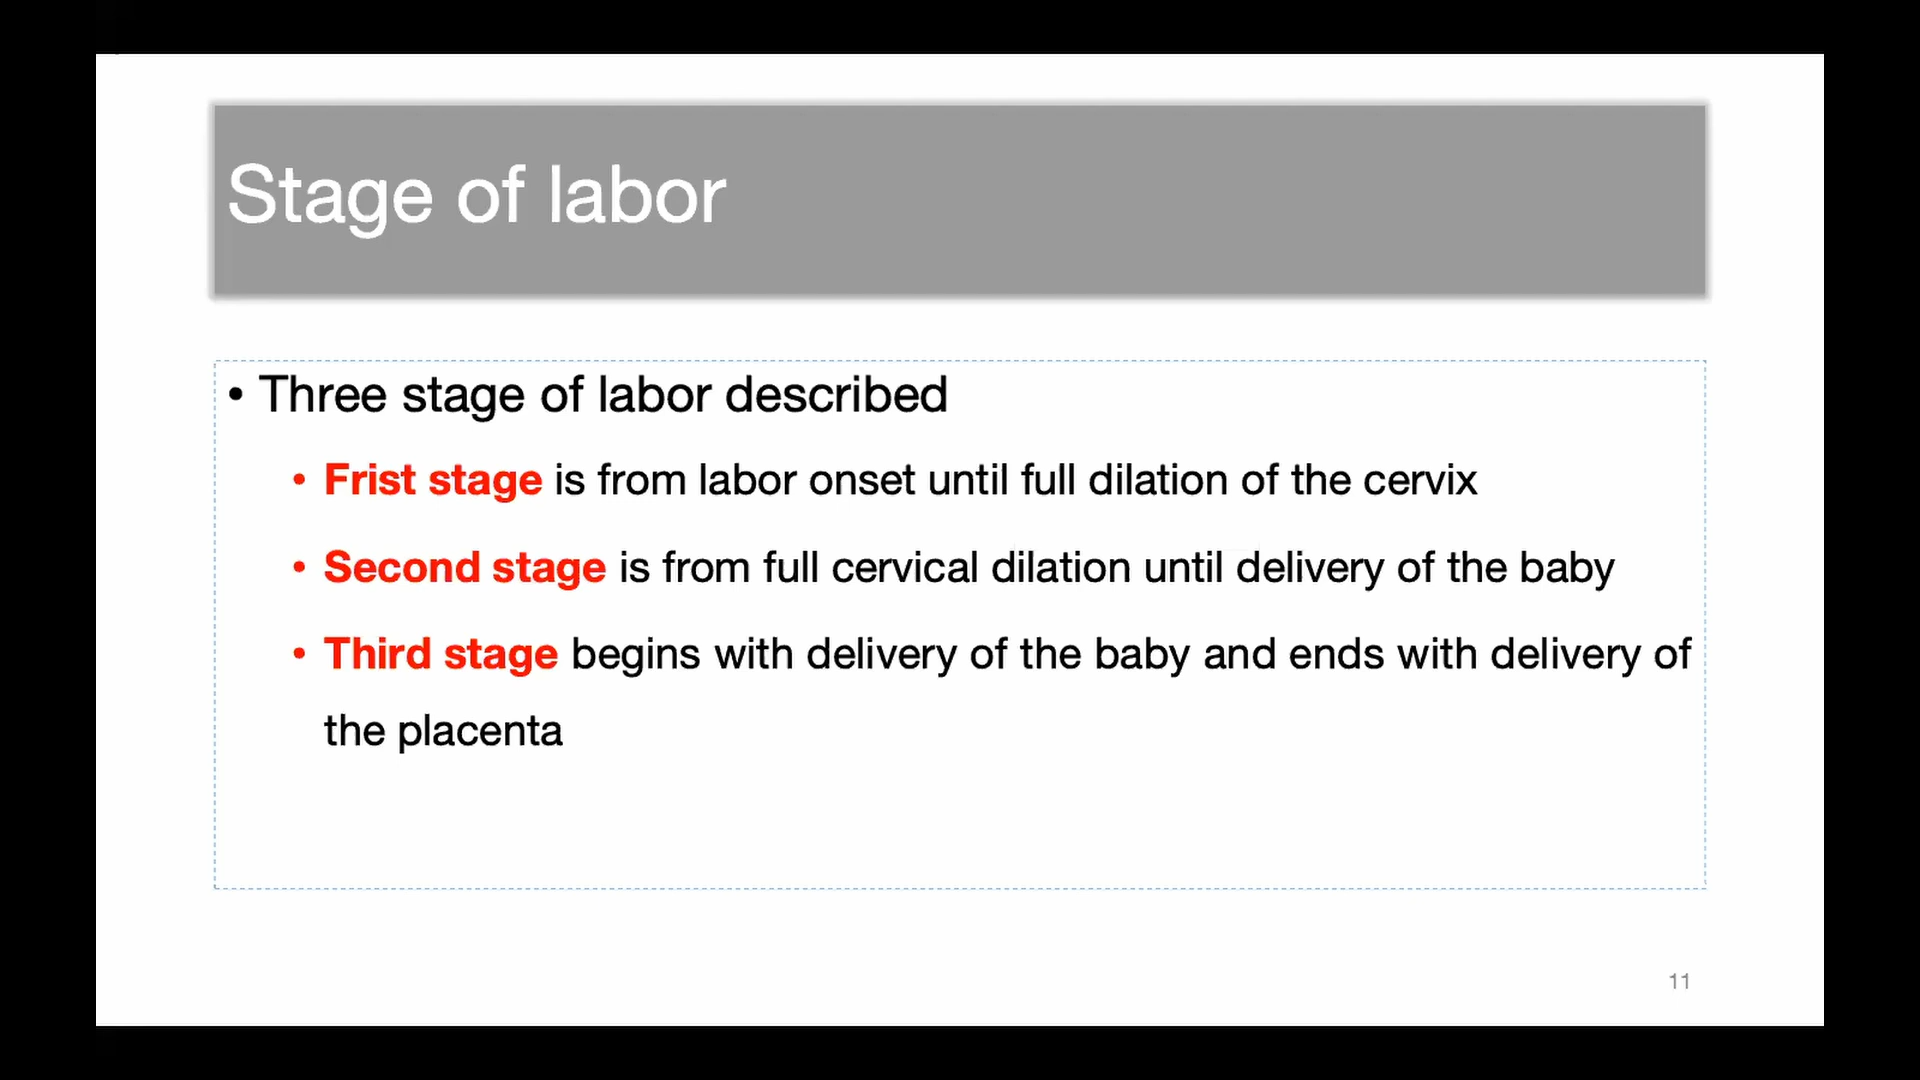 Stage of labor
• Three stage of labor described
• Frist stage is from labor onset until full dilation of the cervix
• Second stage is from full cervical dilation until delivery of the baby
• Third stage begins with delivery of the baby and ends with delivery of
the placenta
11